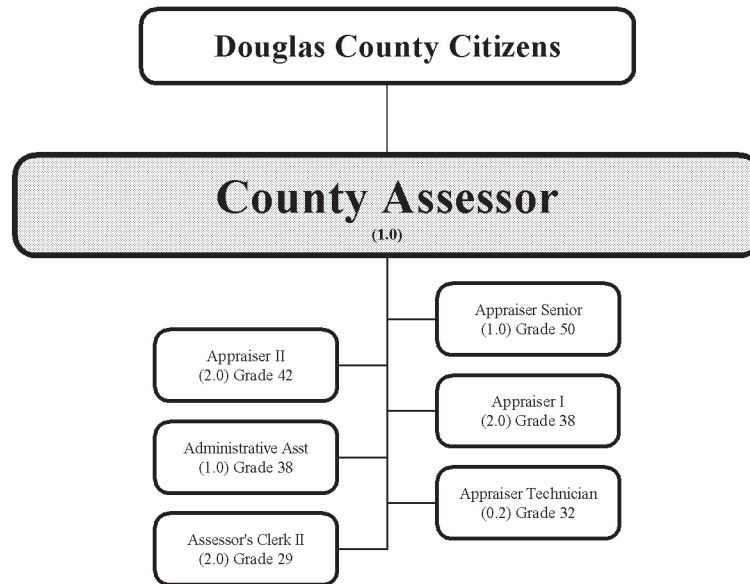 Douglas County Citizens
County Assessor
(1.0)
Appraiser Senior
(1.0) Grade 50
Appraiser II
(2.0) Grade 42
Appraiser I
(2.0) Grade 38
Administrative Asst
(1.0) Grade 38
Appraiser Technician
(0.2) Grade 32
Assessor's Clerk II
(2.0) Grade 29